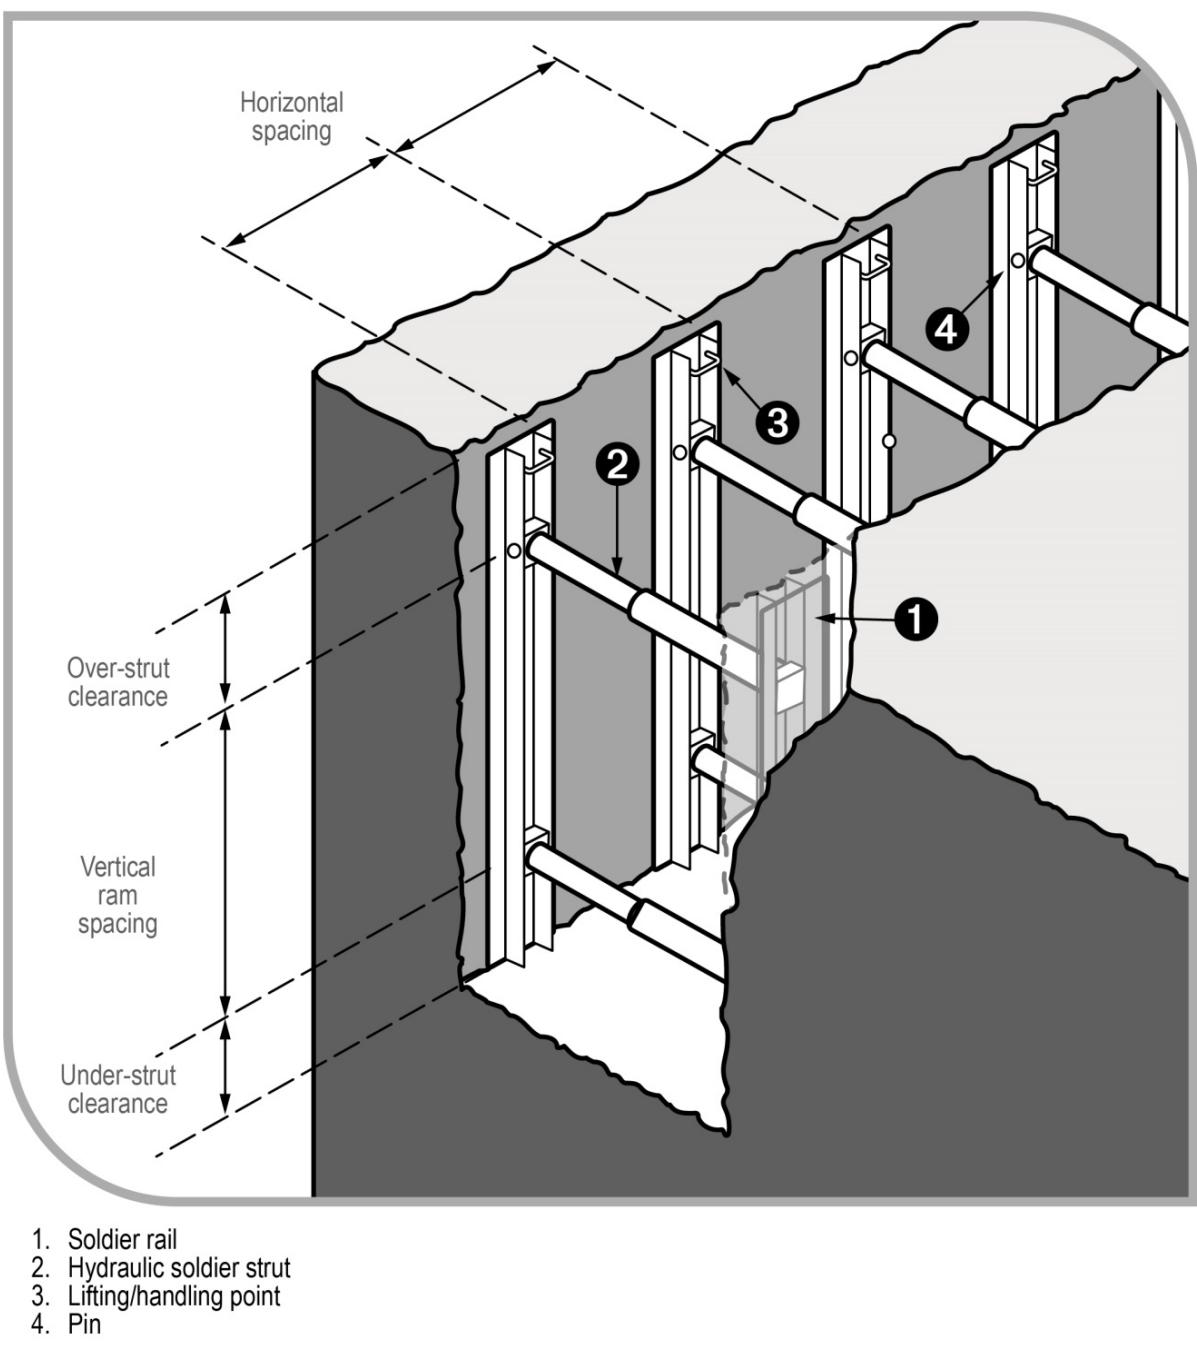 Horizontal
spacing
4
3
2
1
Over-strut
clearance
Vertical
ram
spacing
Under-strut
clearance
1. Soldier rail
2. Hydraulic soldier strut
3. Lifting/handling point
4. Pin